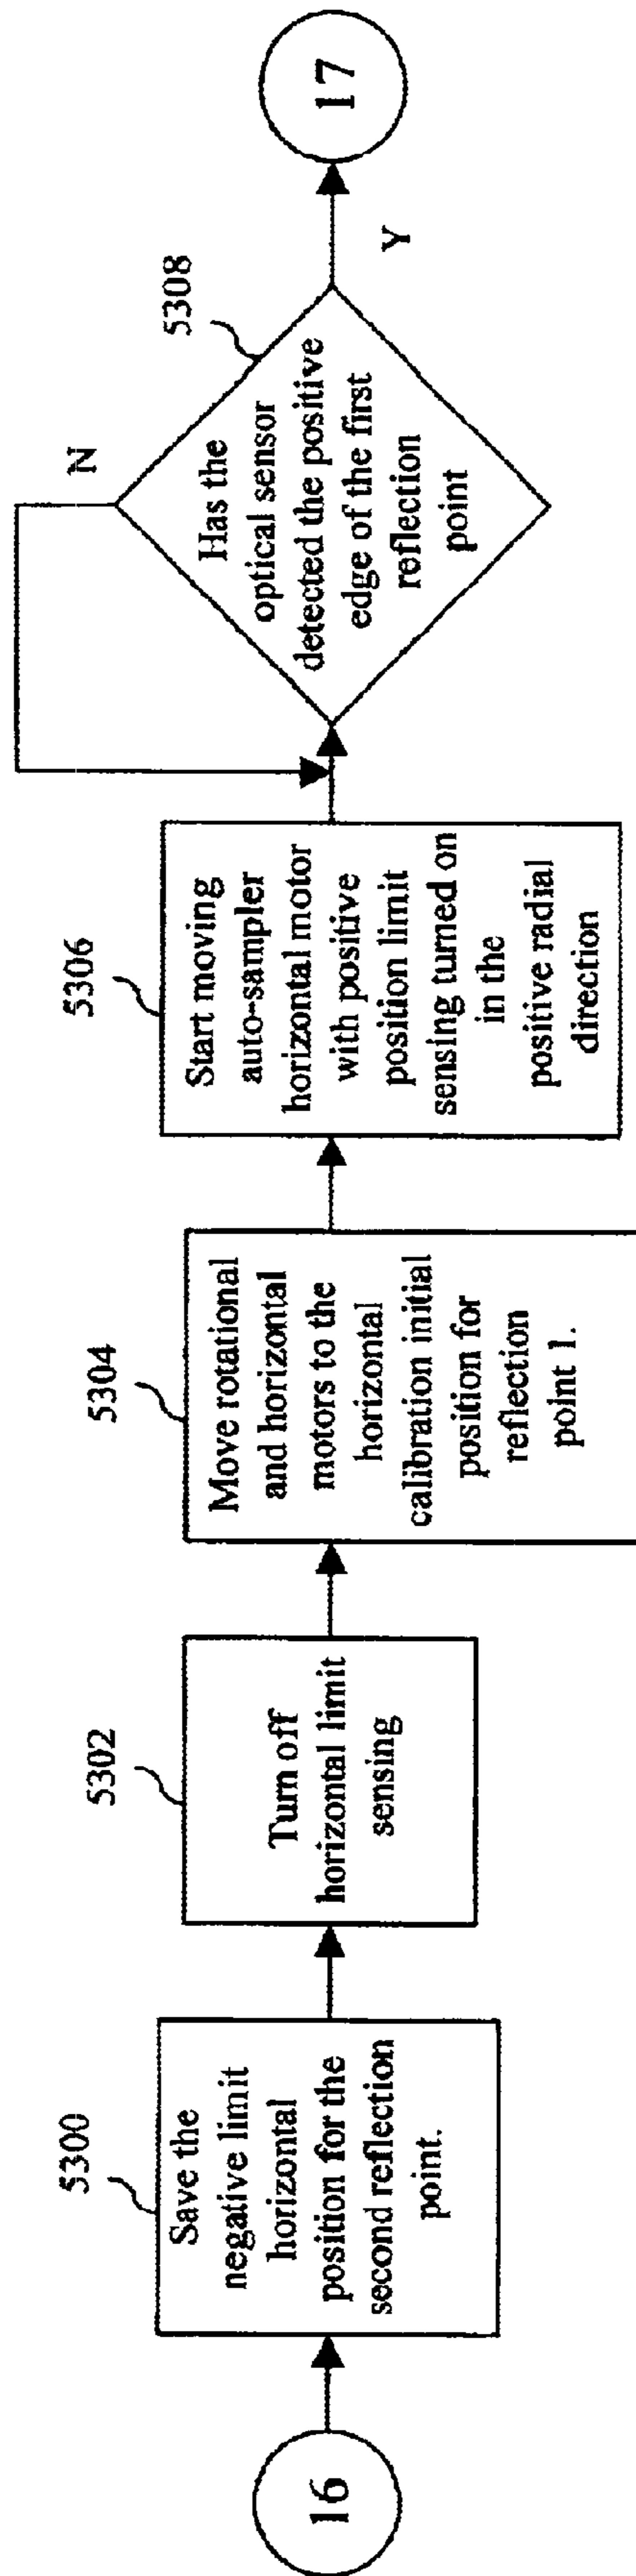 16
5300
Save the
negative limit
horizontal
position for the
second reflection
point.
5302
Turn off
horizontal limit
sensing
5304
Move rotational
and horizontal
motors to the
horizontal
calibration initial
position for
reflection
point 1.
5306
Start moving
auto-sampler
horizontal motor
with positive
position limit
sensing turned on
in the
positive radial
direction
5308
Has the
optical sensor
detected the positive
edge of the first
reflection
point
N
Y
17